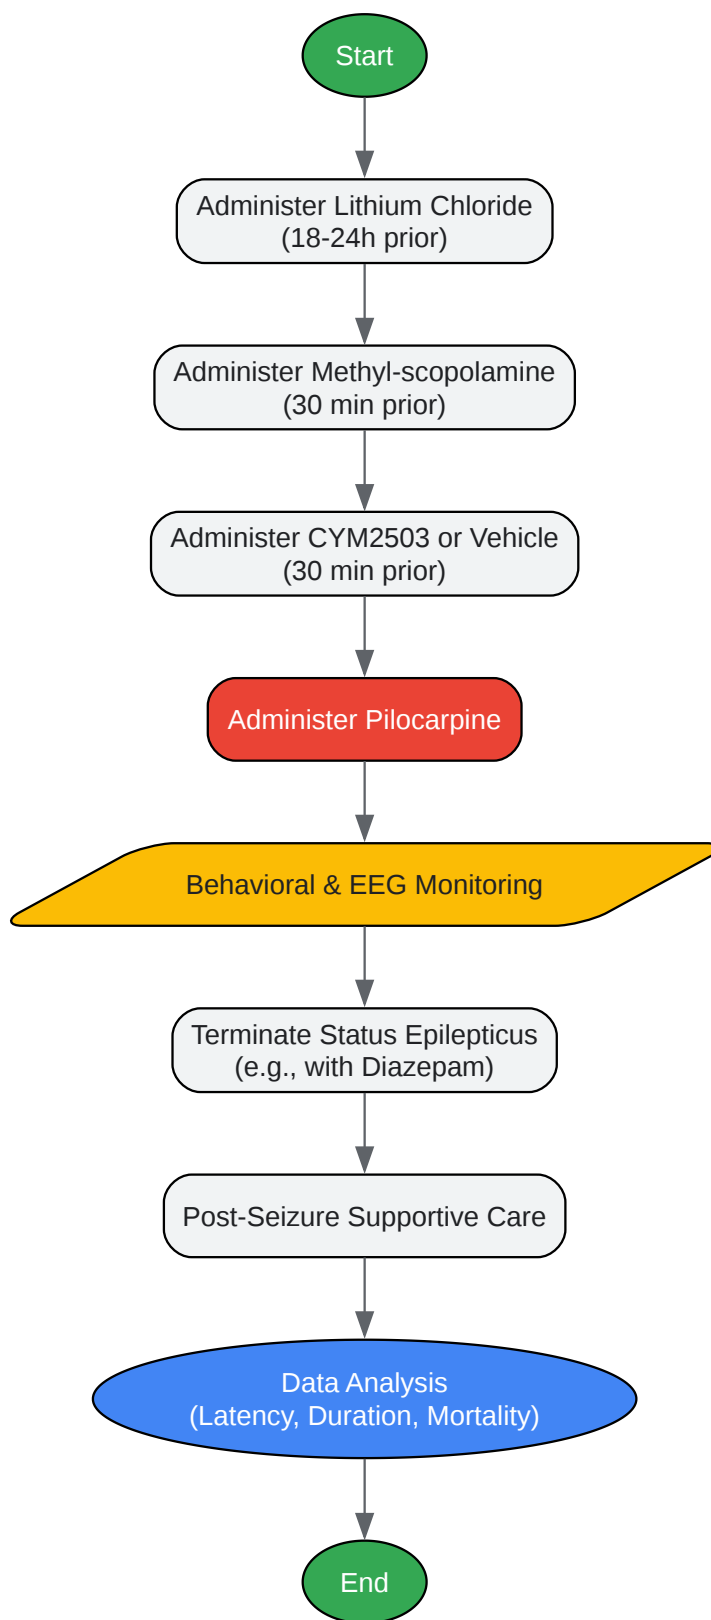 Start
Administer Lithium Chloride
(18-24h prior)
Administer Methyl-scopolamine
(30 min prior)
Administer CYM2503 or Vehicle
(30 min prior)
Administer Pilocarpine
Behavioral & EEG Monitoring
Terminate Status Epilepticus
(e.g., with Diazepam)
Post-Seizure Supportive Care
Data Analysis
(Latency, Duration, Mortality)
End